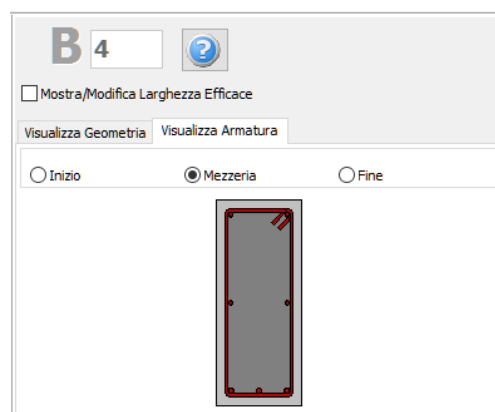 B 4 ?
Mostra/Modifica Larghezza Efficace
Visualizza Geometria Visualizza Armatura
Inizio Mezzeria Fine